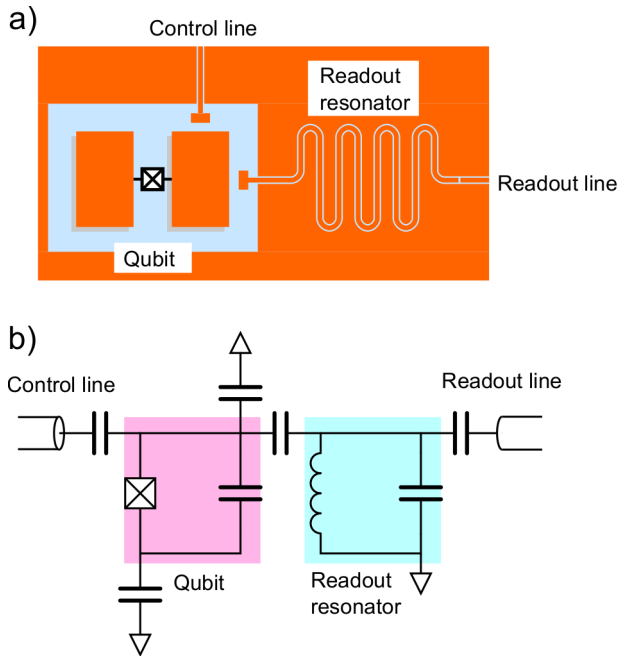 a)
Control line
Readout
resonator
Readout line
Qubit
b)
Control line
Readout line
Qubit
Readout
resonator